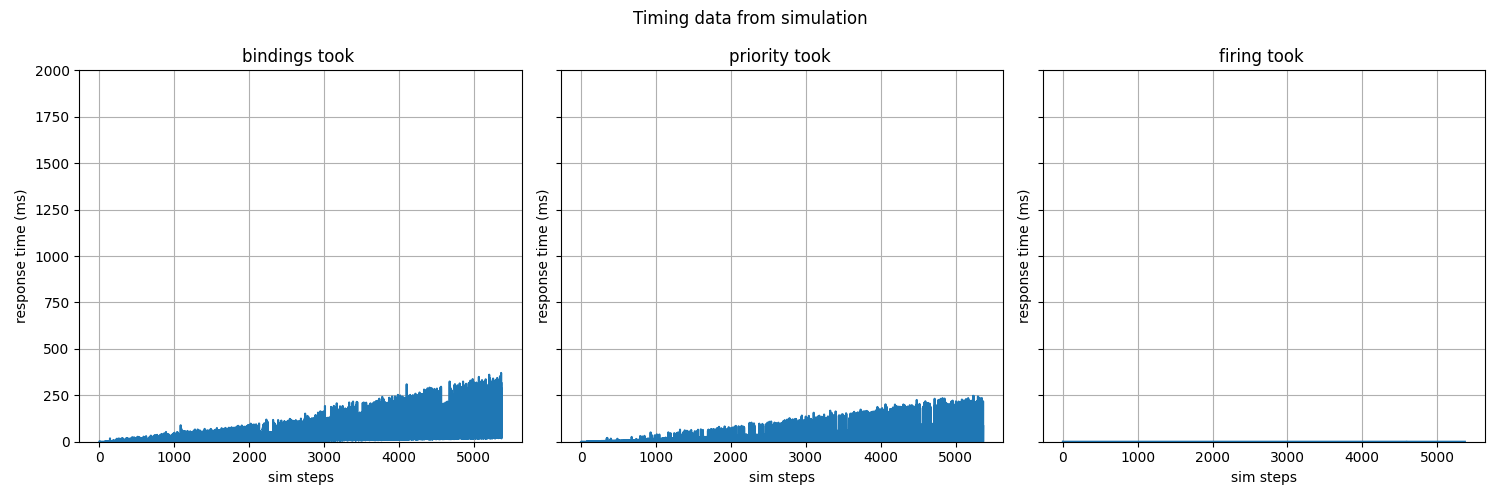 Timing data from simulation
bindings took
priority took
firing took
2000
1750
1500
1250
1000
750
500
250
0
response time (ms)
response time (ms)
response time (ms)
0 1000 2000 3000 4000 5000
0 1000 2000 3000 4000 5000
0 1000 2000 3000 4000 5000
sim steps
sim steps
sim steps